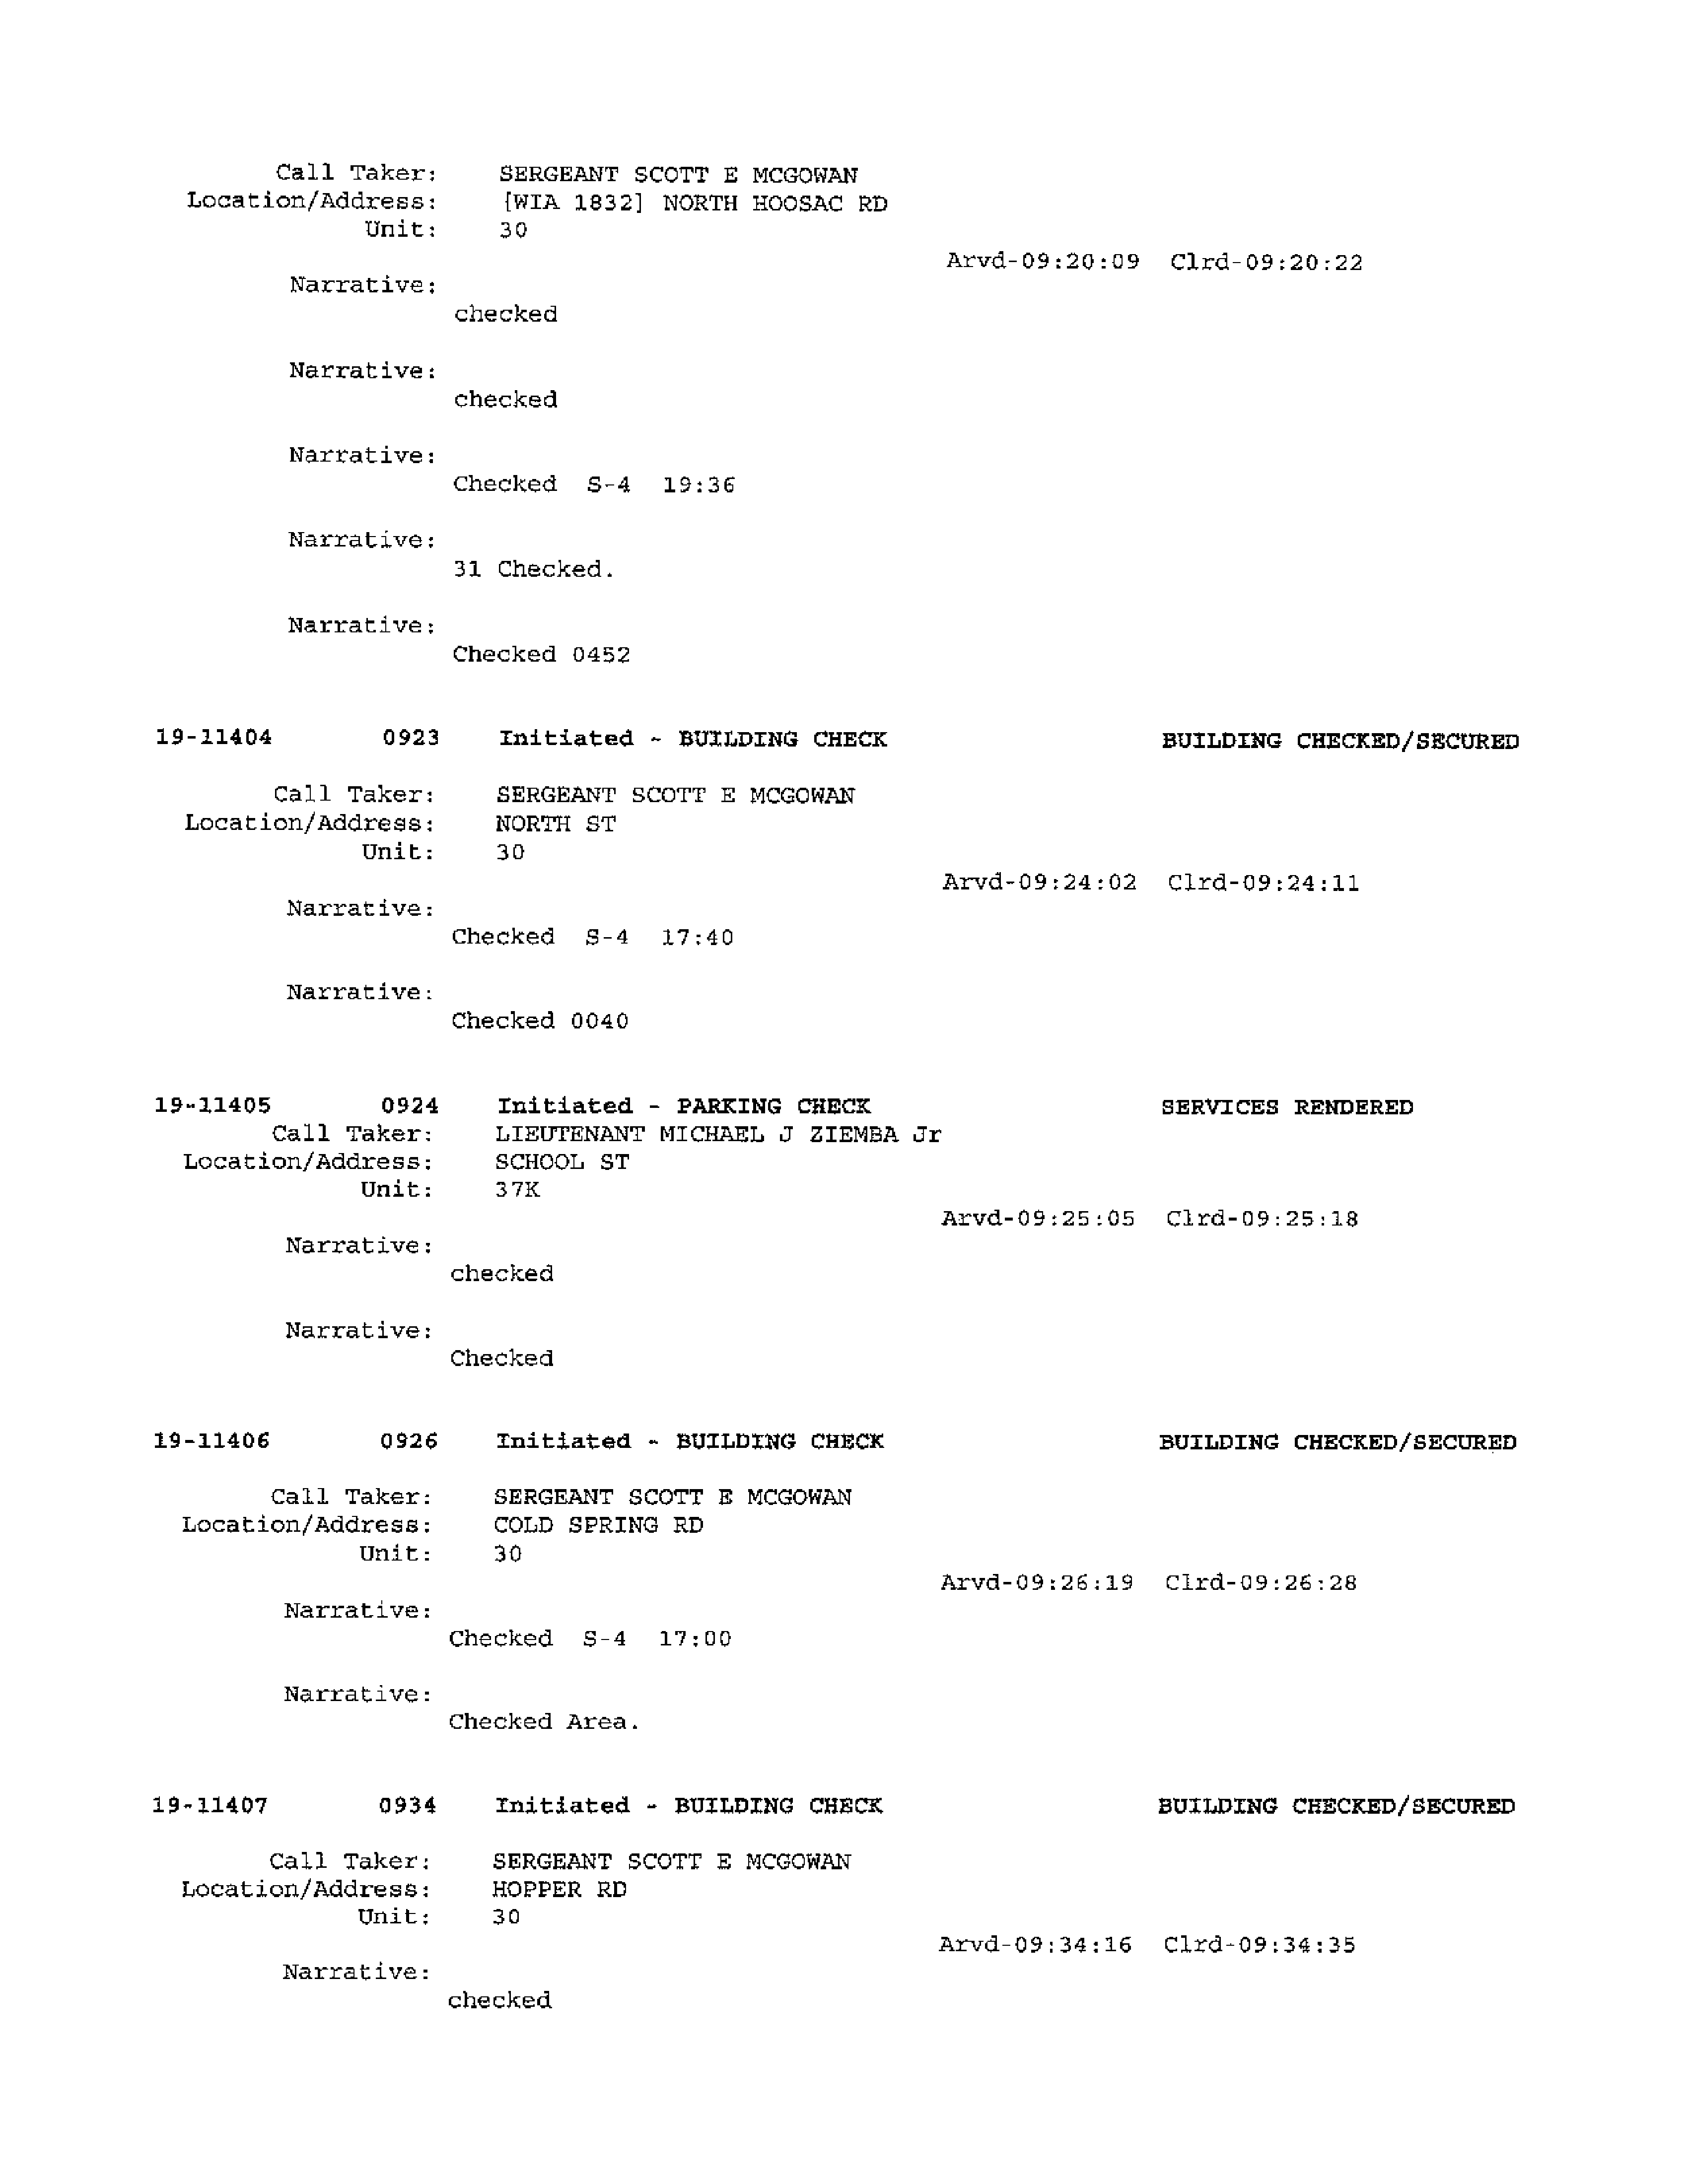 Call Taker: SERGEANT SCOTT E MCGOWAN
Location/Address: [WIA 1832] NORTH HOOSAC RD
Unit: 30
Arvd-09:20:09 Clrd-09:20:22
Narrative:
checked
Narrative:
checked
Narrative:
Checked S-4 19:36
Narrative:
31 Checked.
Narrative:
Checked 0452
19-11404 0923 Initiated - BUILDING CHECK BUILDING CHECKED/SECURED
Call Taker: SERGEANT SCOTT E MCGOWAN
Location/Address: NORTH ST
Unit: 30
Arvd-09:24:02 Clrd-09:24:11
Narrative:
Checked S-4 17:40
Narrative:
Checked 0040
19-11405 0924 Initiated - PARKING CHECK SERVICES RENDERED
Call Taker: LIEUTENANT MICHAEL J ZIEMBA Jr
Location/Address: SCHOOL ST
Unit: 37K
Arvd-09:25:05 Clrd-09:25:18
Narrative:
checked
Narrative:
Checked
19-11406 0926 Initiated - BUILDING CHECK BUILDING CHECKED/SECURED
Call Taker: SERGEANT SCOTT E MCGOWAN
Location/Address: COLD SPRING RD
Unit: 30
Arvd-09:26:19 Clrd-09:26:28
Narrative:
Checked S-4 17:00
Narrative:
Checked Area.
19-11407 0934 Initiated - BUILDING CHECK BUILDING CHECKED/SECURED
Call Taker: SERGEANT SCOTT E MCGOWAN
Location/Address: HOPPER RD
Unit: 30
Arvd-09:34:16 Clrd-09:34:35
Narrative:
checked